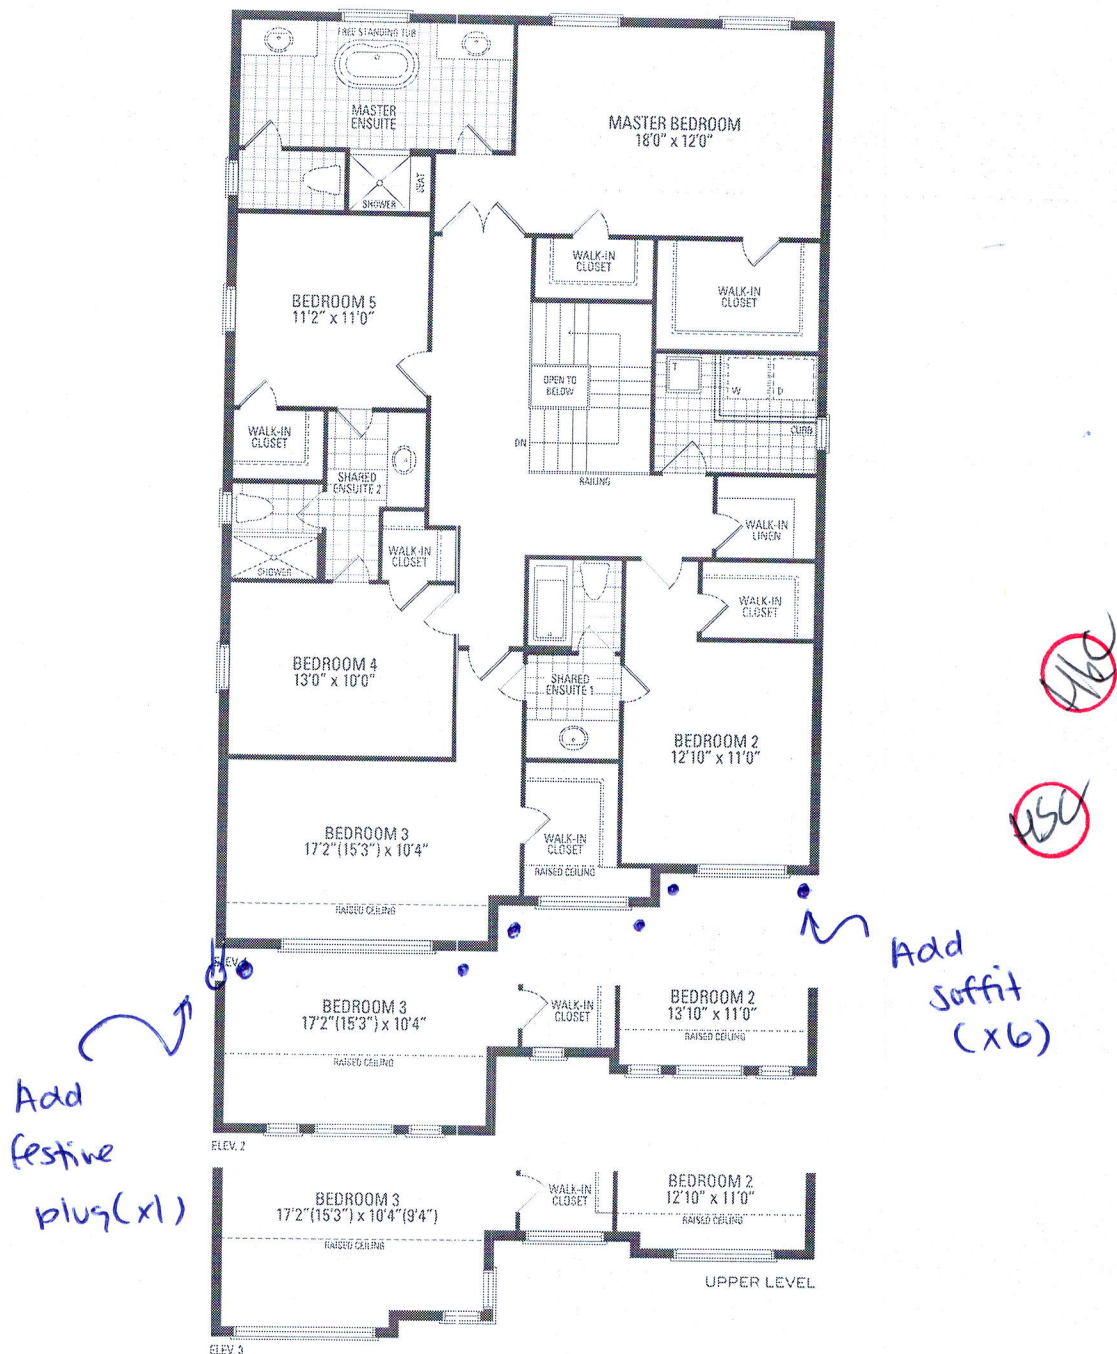 FREE STANDING TUB
MASTER
ENSUITE
MASTER BEDROOM
18'0" x 12'0"
SEAT
SHOWER
WALK-IN
CLOSET
WALK-IN
CLOSET
BEDROOM 5
11'2" x 11'0"
OPEN TO
BELOW
T
W
D
CURB
WALK-IN
CLOSET
DN
RAILING
SHARED
ENSUITE 2
WALK-IN
LINEN
WALK-IN
CLOSET
SHOWER
WALK-IN
CLOSET
BEDROOM 4
13'0" x 10'0"
SHARED
ENSUITE 1
BEDROOM 2
12'10" x 11'0"
BEDROOM 3
17'2"(15'3") x 10'4"
WALK-IN
CLOSET
RAISED CEILING
RAISED CEILING
ELEV.
Add
soffit
(x6)
BEDROOM 3
17'2"(15'3") x 10'4"
RAISED CEILING
WALK-IN
CLOSET
BEDROOM 2
13'10" x 11'0"
RAISED CEILING
Add
festive
plug(x1)
ELEV. 2
BEDROOM 3
17'2"(15'3") x 10'4"(9'4")
RAISED CEILING
WALK-IN
CLOSET
BEDROOM 2
12'10" x 11'0"
RAISED CEILING
UPPER LEVEL
ELEV. 3